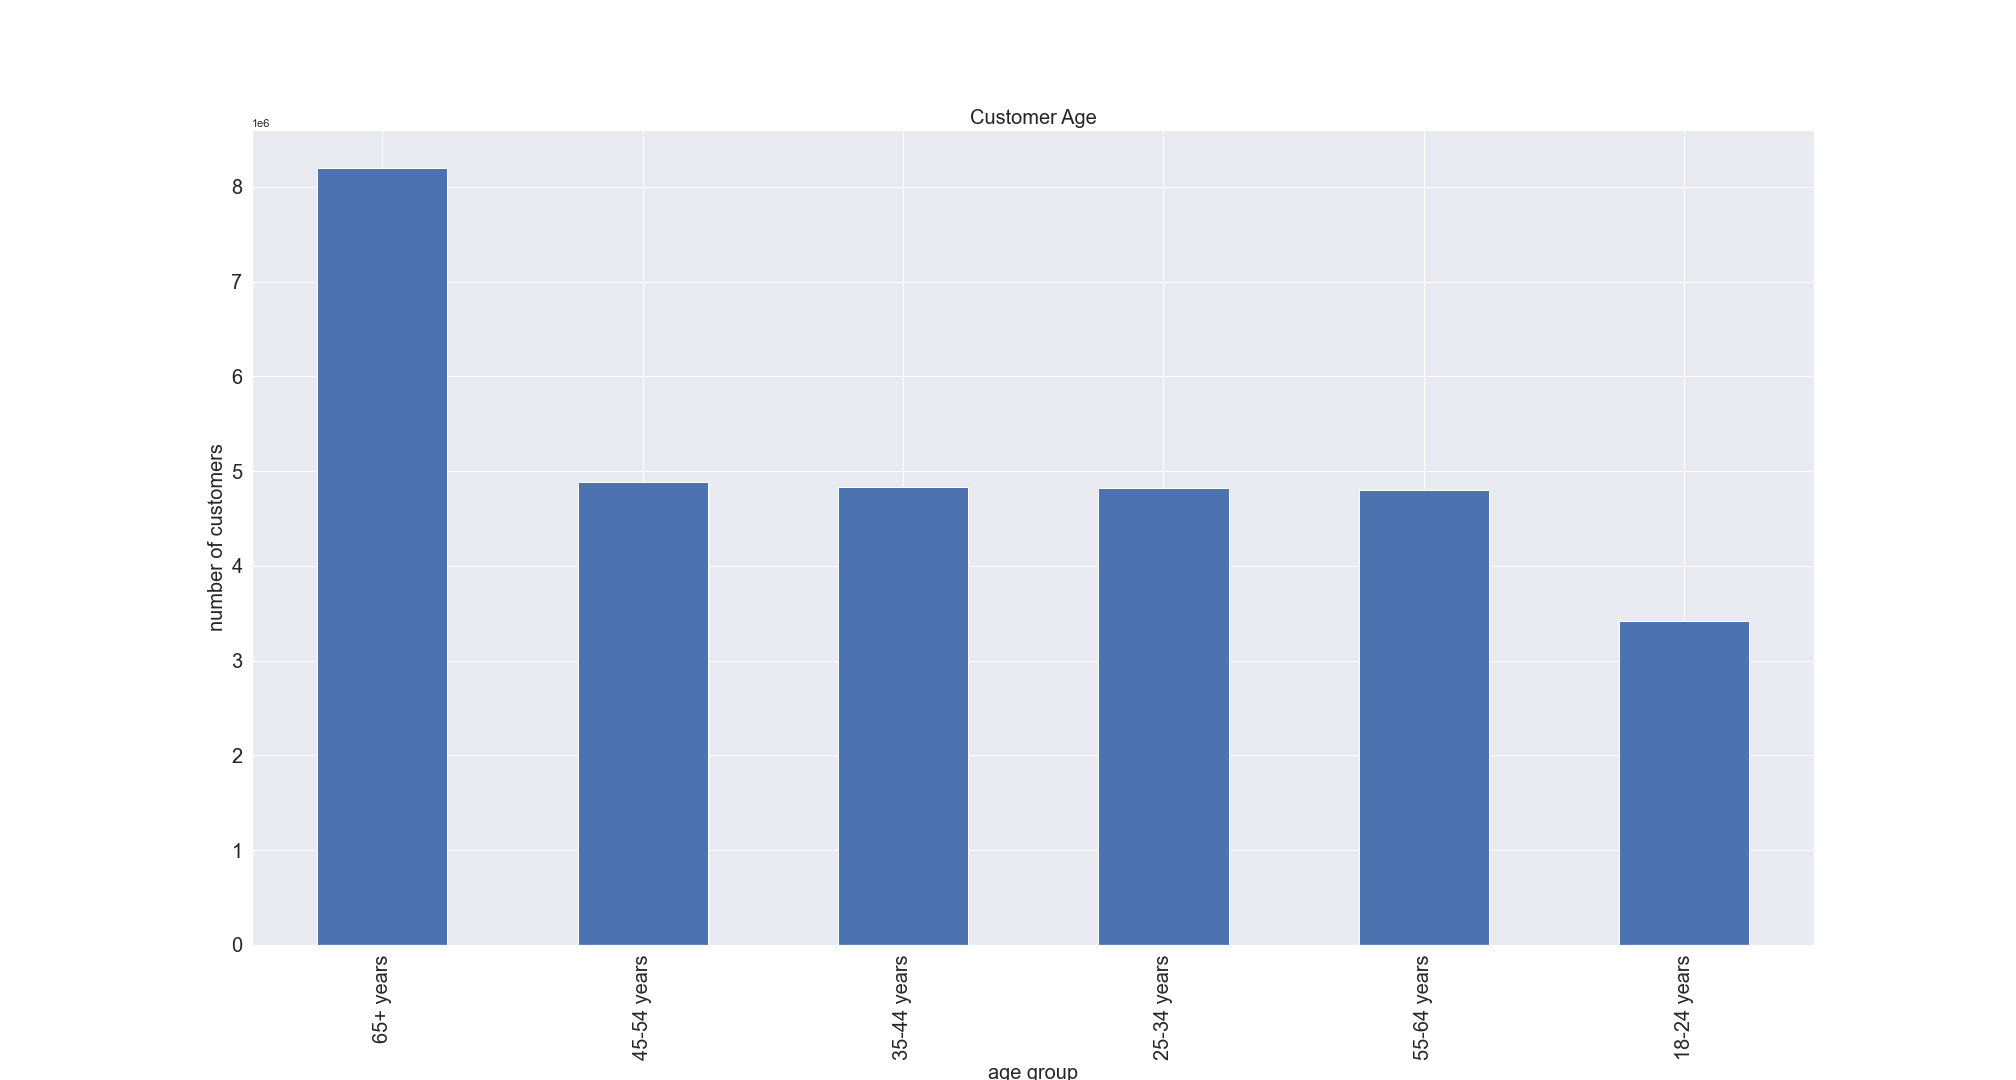 Customer Age
1e6
8
7
6
5
4
3
2
1
0
number of customers
65+ years
45-54 years
35-44 years
25-34 years
55-64 years
18-24 years
age group